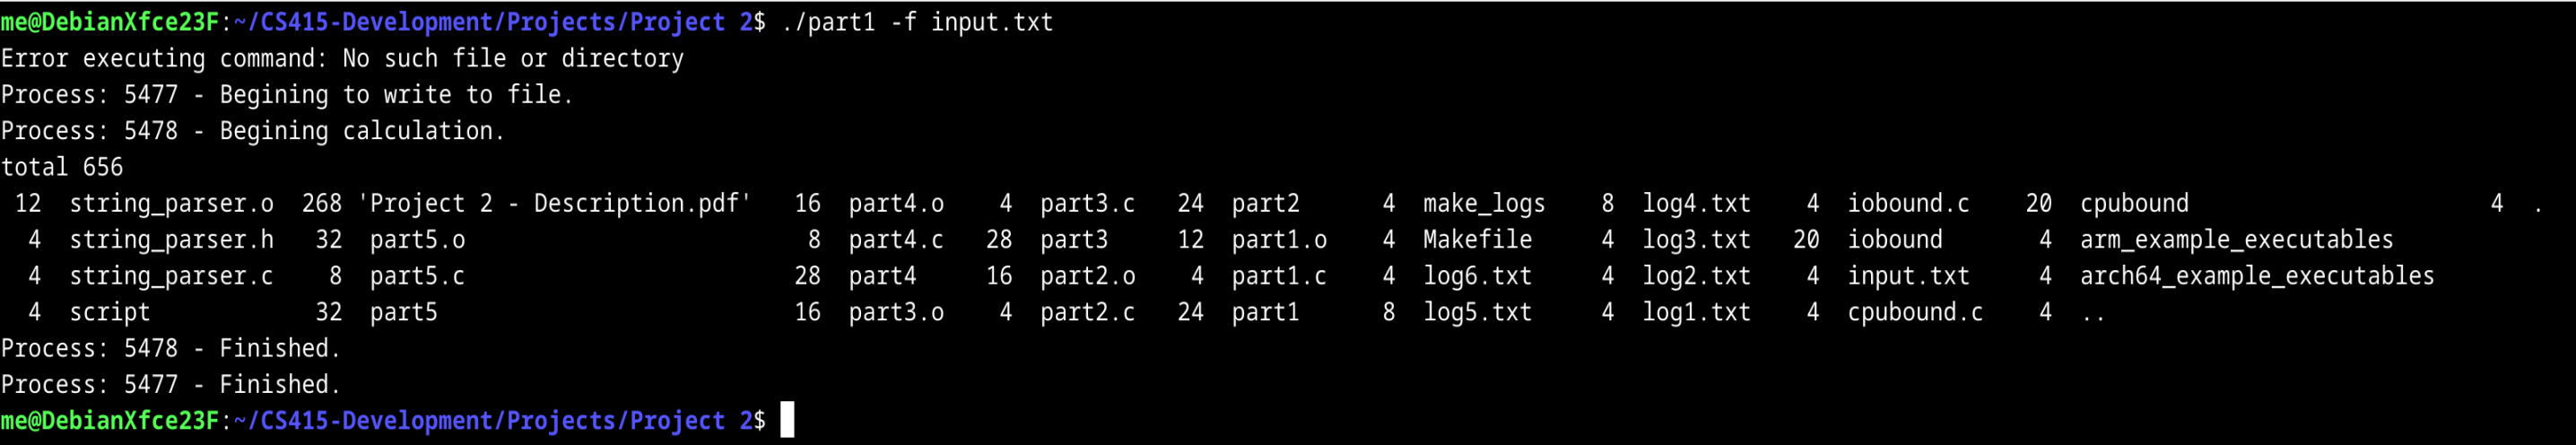 me@DebianXfce23F:~/CS415-Development/Projects/Project 2$ ./part1 -f input.txt
Error executing command: No such file or directory
Process: 5477 - Begining to write to file.
Process: 5478 - Begining calculation.
total 656
 12  string_parser.o  268 'Project 2 - Description.pdf'   16  part4.o    4  part3.c   24  part2      4  make_logs    8  log4.txt    4  iobound.c    20  cpubound                      4  .
  4  string_parser.h   32  part5.o                         8  part4.c   28  part3     12  part1.o    4  Makefile     4  log3.txt   20  iobound       4  arm_example_executables
  4  string_parser.c    8  part5.c                        28  part4     16  part2.o    4  part1.c    4  log6.txt     4  log2.txt    4  input.txt     4  arch64_example_executables
  4  script            32  part5                          16  part3.o    4  part2.c   24  part1      8  log5.txt     4  log1.txt    4  cpubound.c    4  ..
Process: 5478 - Finished.
Process: 5477 - Finished.
me@DebianXfce23F:~/CS415-Development/Projects/Project 2$